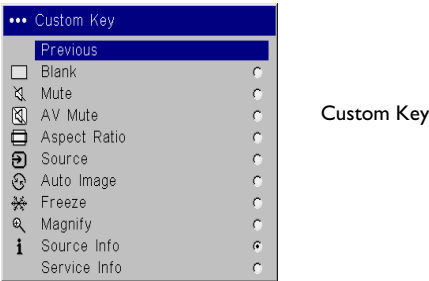 ••• Custom Key
Previous
Blank
Mute
AV Mute
Aspect Ratio
Source
Auto Image
Freeze
Magnify
Source Info
Service Info
Custom Key